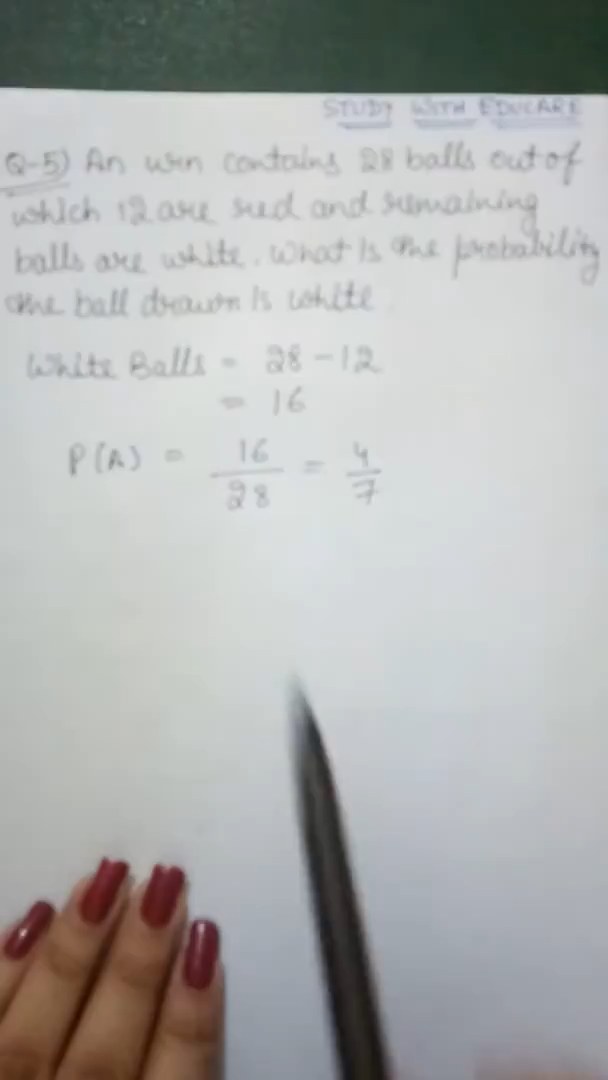 STUDY WITH EDUCARE
Q-5) An urn contains 28 balls out of
which 12 are red and remaining
balls are white. What is the probability
the ball drawn is white.
White Balls = 28 - 12
= 16
P(A) = 16/28 = 4/7